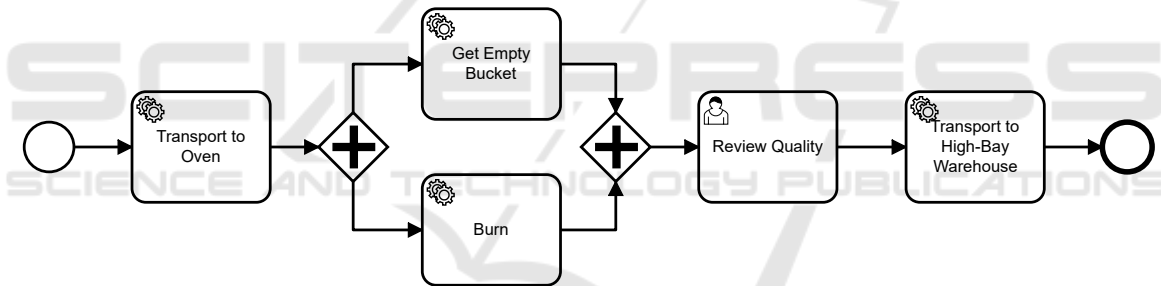 SCITEPRESS
SCIENCE AND TECHNOLOGY PUBLICATIONS
Transport to
Oven
Get Empty
Bucket
Burn
Review Quality
Transport to
High-Bay
Warehouse